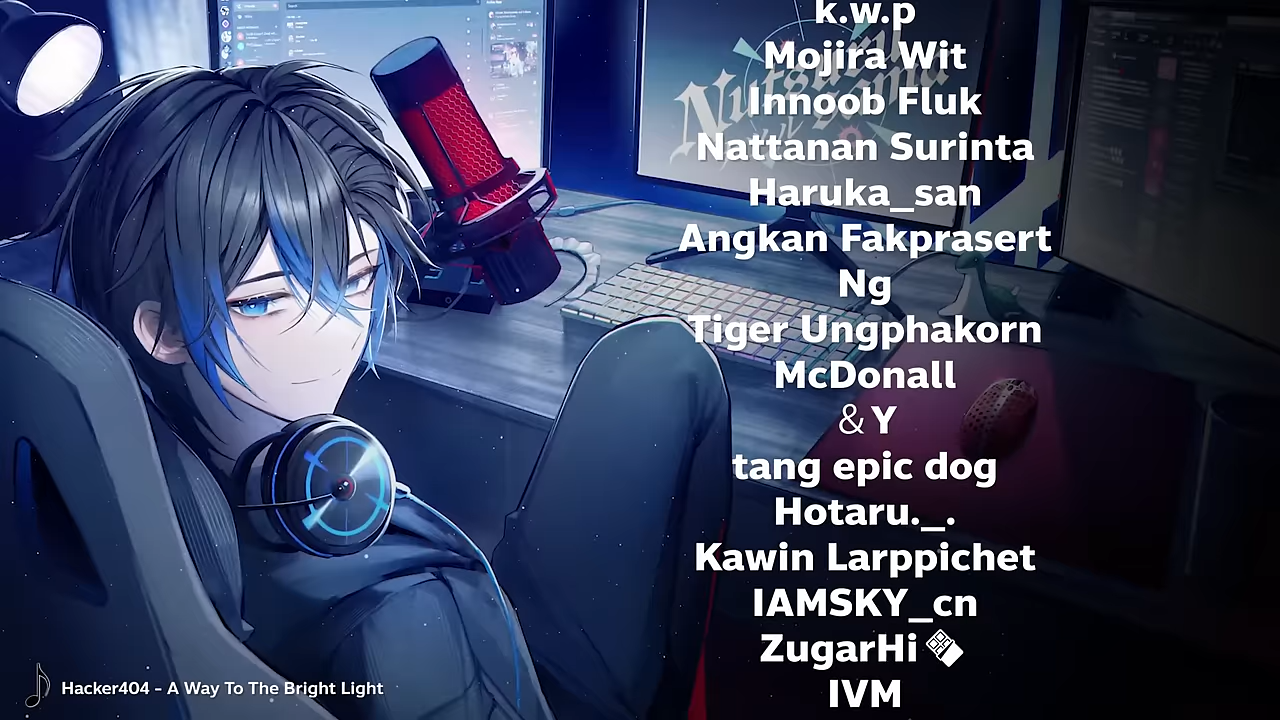 k.w.p
Mojira Wit
Innoob Fluk
Nattanan Surinta
Haruka_san
Angkan Fakprasert
Ng
Tiger Ungphakorn
McDonall
＆Y
tang epic dog
Hotaru._.
Kawin Larppichet
IAMSKY_cn
ZugarHi🍫
IVM
Hacker404 - A Way To The Bright Light